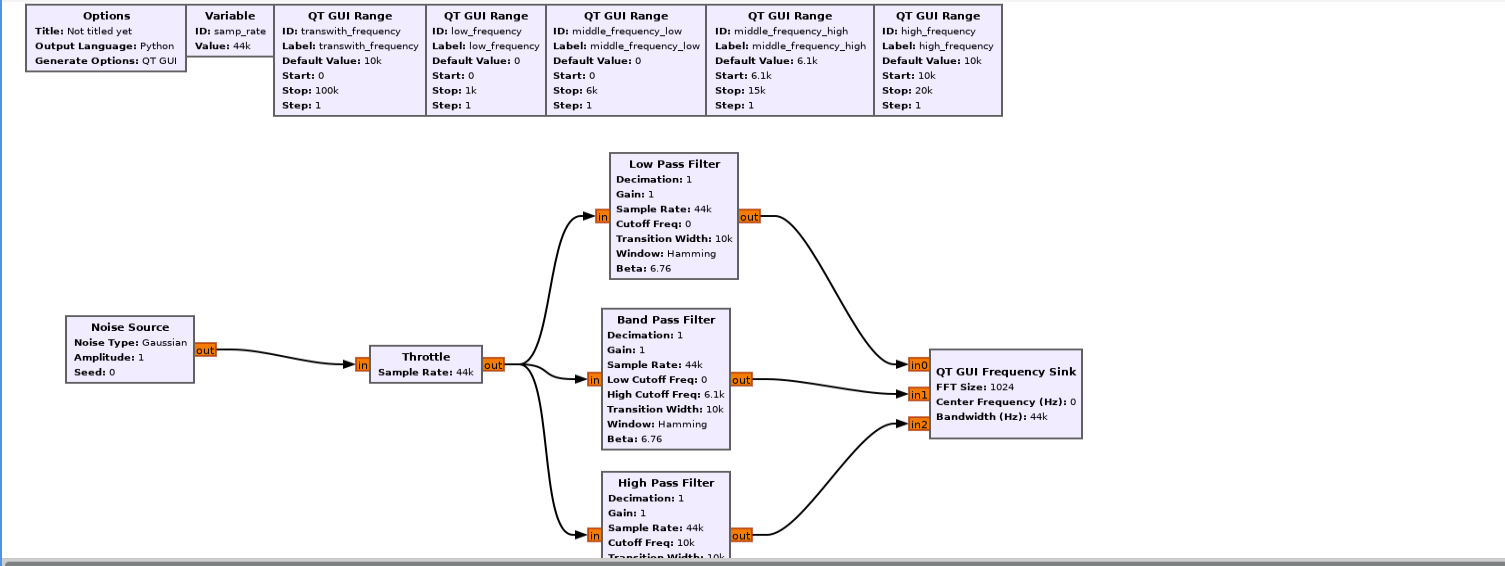 Options
Title: Not titled yet
Output Language: Python
Generate Options: QT GUI
Variable
ID: samp_rate
Value: 44k
QT GUI Range
ID: transwith_frequency
Label: transwith_frequency
Default Value: 10k
Start: 0
Stop: 100k
Step: 1
QT GUI Range
ID: low_frequency
Label: low_frequency
Default Value: 0
Start: 0
Stop: 1k
Step: 1
QT GUI Range
ID: middle_frequency_low
Label: middle_frequency_low
Default Value: 0
Start: 0
Stop: 6k
Step: 1
QT GUI Range
ID: middle_frequency_high
Label: middle_frequency_high
Default Value: 6.1k
Start: 6.1k
Stop: 15k
Step: 1
QT GUI Range
ID: high_frequency
Label: high_frequency
Default Value: 10k
Start: 10k
Stop: 20k
Step: 1
Noise Source
Noise Type: Gaussian
Amplitude: 1
Seed: 0
out
in
Throttle
Sample Rate: 44k
out
in
Low Pass Filter
Decimation: 1
Gain: 1
Sample Rate: 44k
Cutoff Freq: 0
Transition Width: 10k
Window: Hamming
Beta: 6.76
out
in
Band Pass Filter
Decimation: 1
Gain: 1
Sample Rate: 44k
Low Cutoff Freq: 0
High Cutoff Freq: 6.1k
Transition Width: 10k
Window: Hamming
Beta: 6.76
out
in
High Pass Filter
Decimation: 1
Gain: 1
Sample Rate: 44k
Cutoff Freq: 10k
Transition Width: 10k
out
in0
in1
in2
QT GUI Frequency Sink
FFT Size: 1024
Center Frequency (Hz): 0
Bandwidth (Hz): 44k